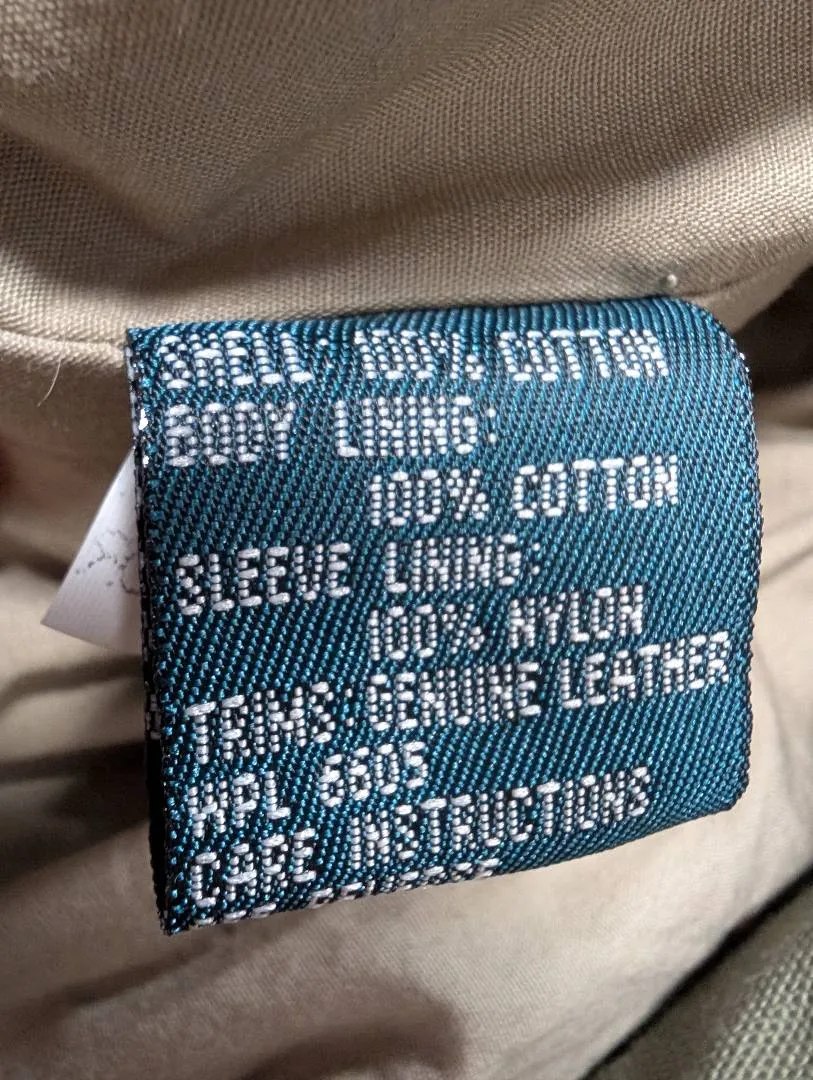 SHELL: 100% COTTON
BODY LINING:
100% COTTON
SLEEVE LINING:
100% NYLON
TRIMS: GENUINE LEATHER
WPL 6605
CARE INSTRUCTIONS